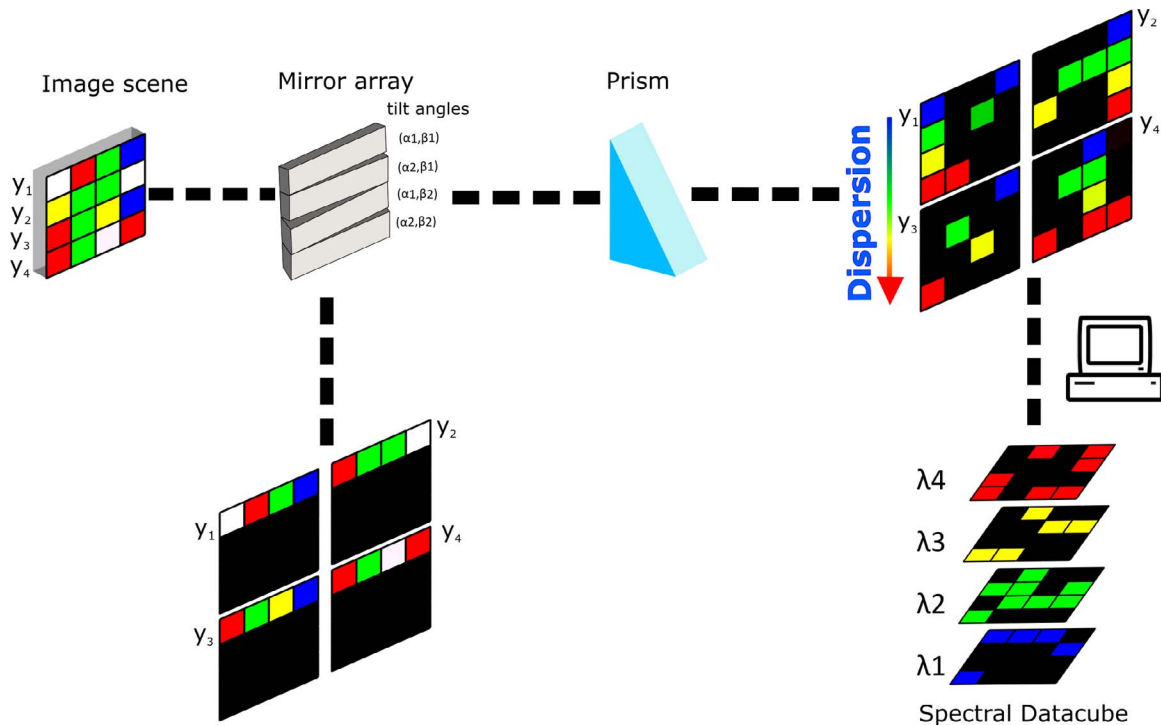 Image scene
Mirror array
tilt angles
(α1,β1)
(α2,β1)
(α1,β2)
(α2,β2)
Prism
y₁
y₂
y₃
y₄
Dispersion
y₁
y₂
y₃
y₄
y₁
y₂
y₃
y₄
λ4
λ3
λ2
λ1
Spectral Datacube